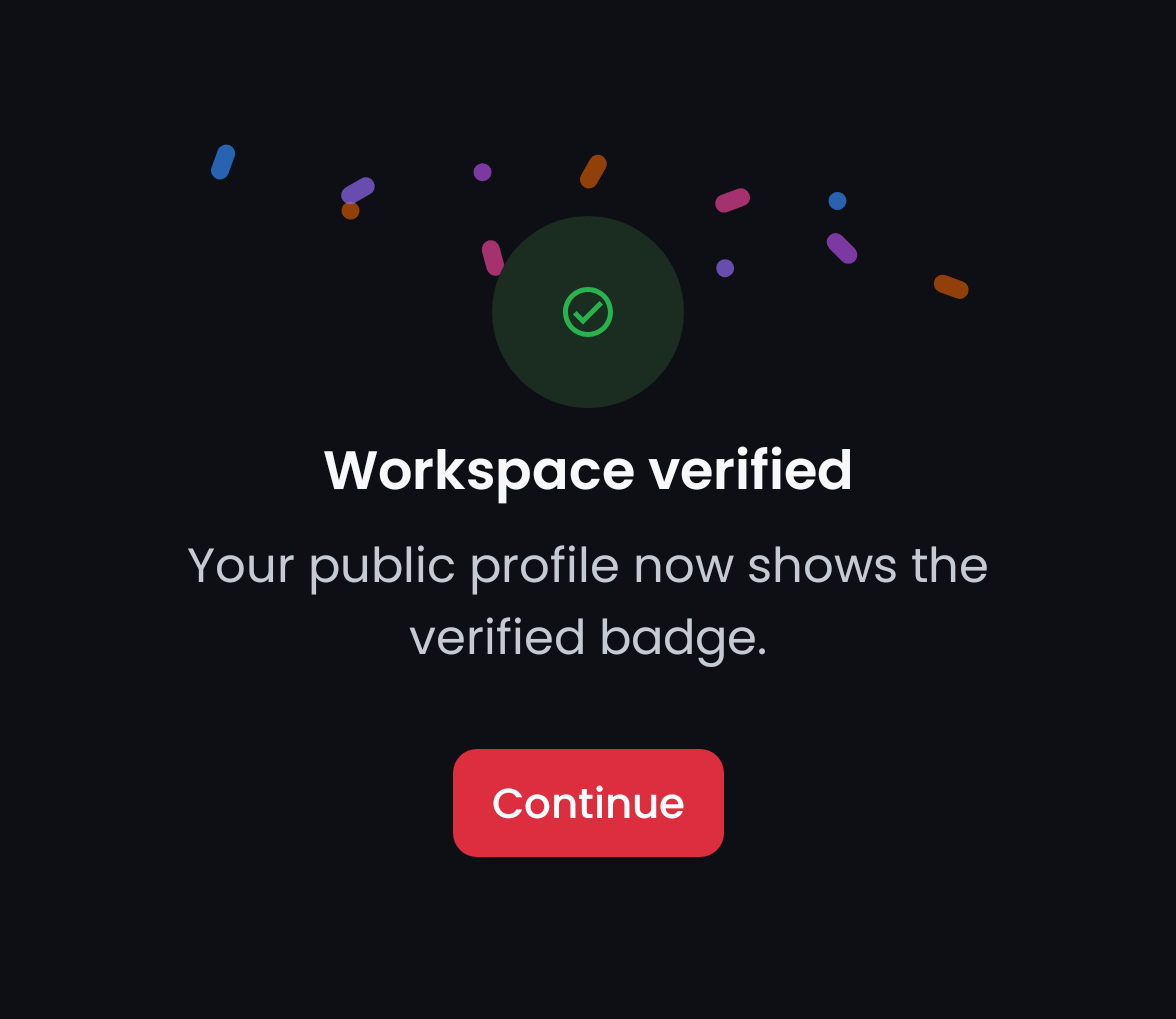 Workspace verified
Your public profile now shows the
verified badge.
Continue